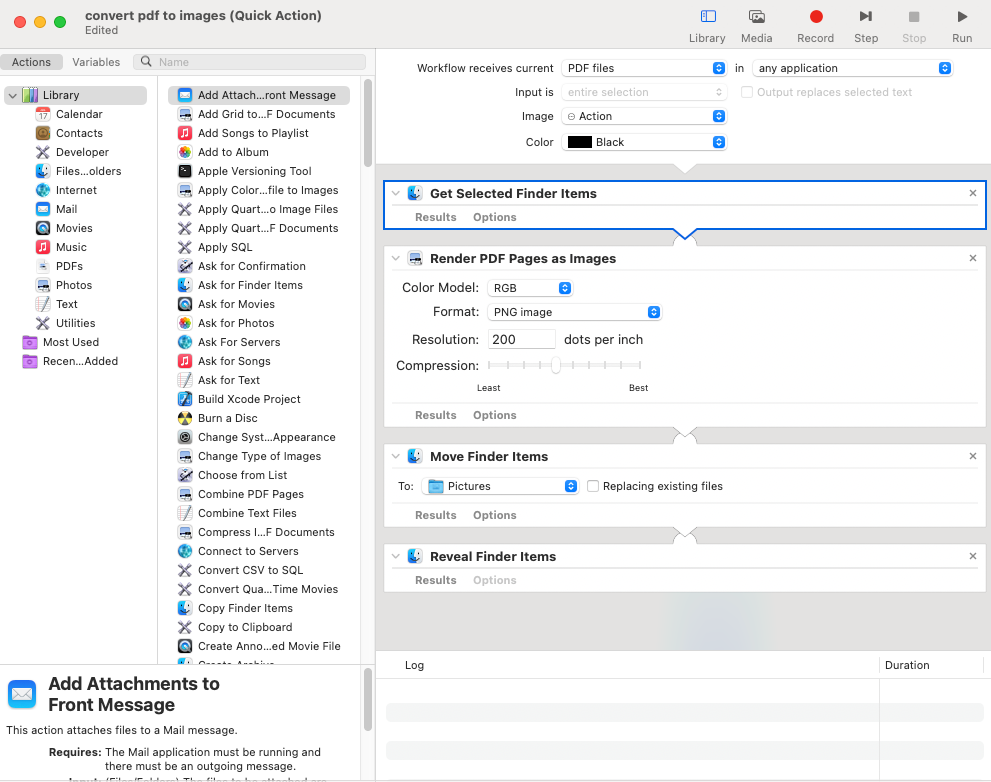 convert pdf to images (Quick Action)
Edited
Library
Media
Record
Step
Stop
Run
Actions
Variables
Name
Library
Calendar
Contacts
Developer
Files...olders
Internet
Mail
Movies
Music
PDFs
Photos
Text
Utilities
Most Used
Recen...Added
Add Attach...ront Message
Add Grid to...F Documents
Add Songs to Playlist
Add to Album
Apple Versioning Tool
Apply Color...file to Images
Apply Quart...o Image Files
Apply Quart...F Documents
Apply SQL
Ask for Confirmation
Ask for Finder Items
Ask for Movies
Ask for Photos
Ask For Servers
Ask for Songs
Ask for Text
Build Xcode Project
Burn a Disc
Change Syst...Appearance
Change Type of Images
Choose from List
Combine PDF Pages
Combine Text Files
Compress I...F Documents
Connect to Servers
Convert CSV to SQL
Convert Qua...Time Movies
Copy Finder Items
Copy to Clipboard
Create Anno...ed Movie File
Add Attachments to
Front Message
This action attaches files to a Mail message.
Requires: The Mail application must be running and
there must be an outgoing message.
Workflow receives current PDF files in any application
Input is entire selection Output replaces selected text
Image Action
Color Black
Get Selected Finder Items
Results Options
Render PDF Pages as Images
Color Model: RGB
Format: PNG image
Resolution: 200 dots per inch
Compression:
Least Best
Results Options
Move Finder Items
To: Pictures Replacing existing files
Results Options
Reveal Finder Items
Results Options
Log Duration